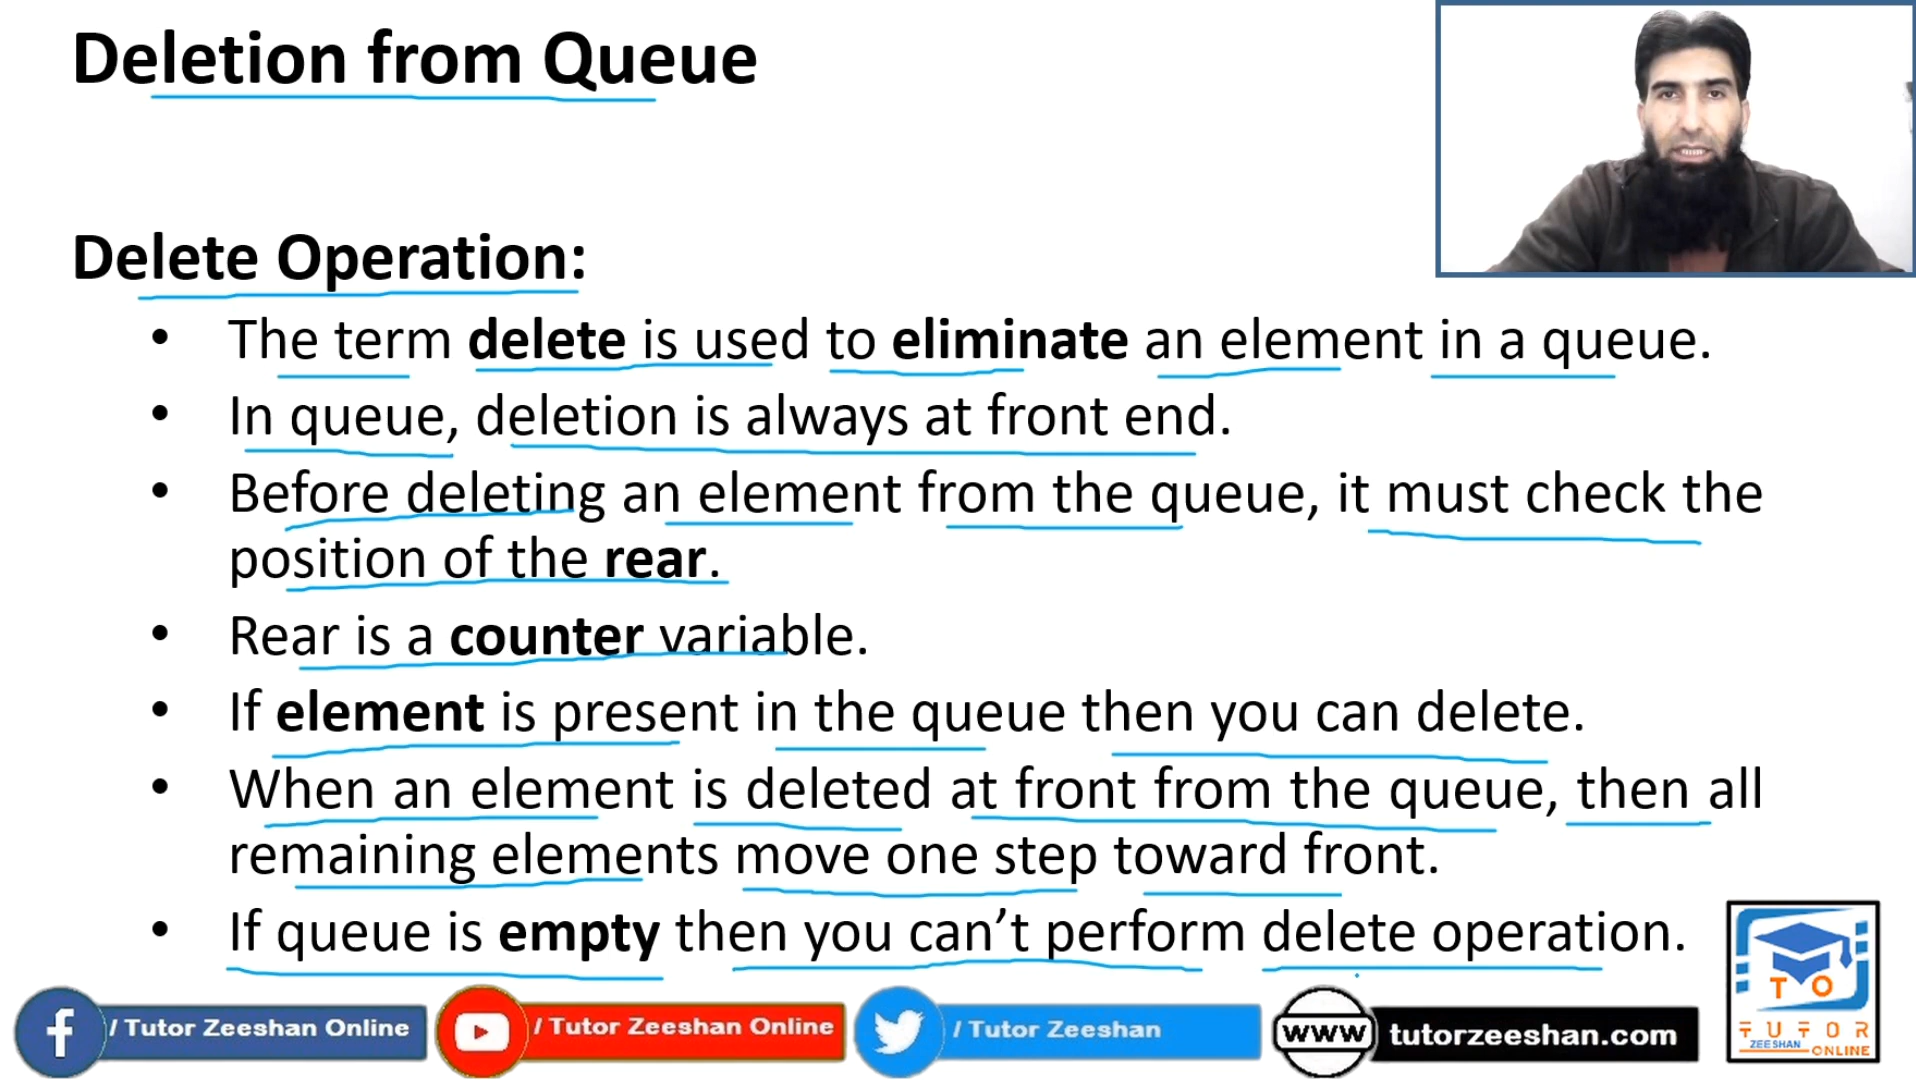 Deletion from Queue
Delete Operation:
• The term delete is used to eliminate an element in a queue.
• In queue, deletion is always at front end.
• Before deleting an element from the queue, it must check the
position of the rear.
• Rear is a counter variable.
• If element is present in the queue then you can delete.
• When an element is deleted at front from the queue, then all
remaining elements move one step toward front.
• If queue is empty then you can’t perform delete operation.
f / Tutor Zeeshan Online
/ Tutor Zeeshan Online
/ Tutor Zeeshan
www tutorzeeshan.com
T O
TUTOR
ZEESHAN ONLINE